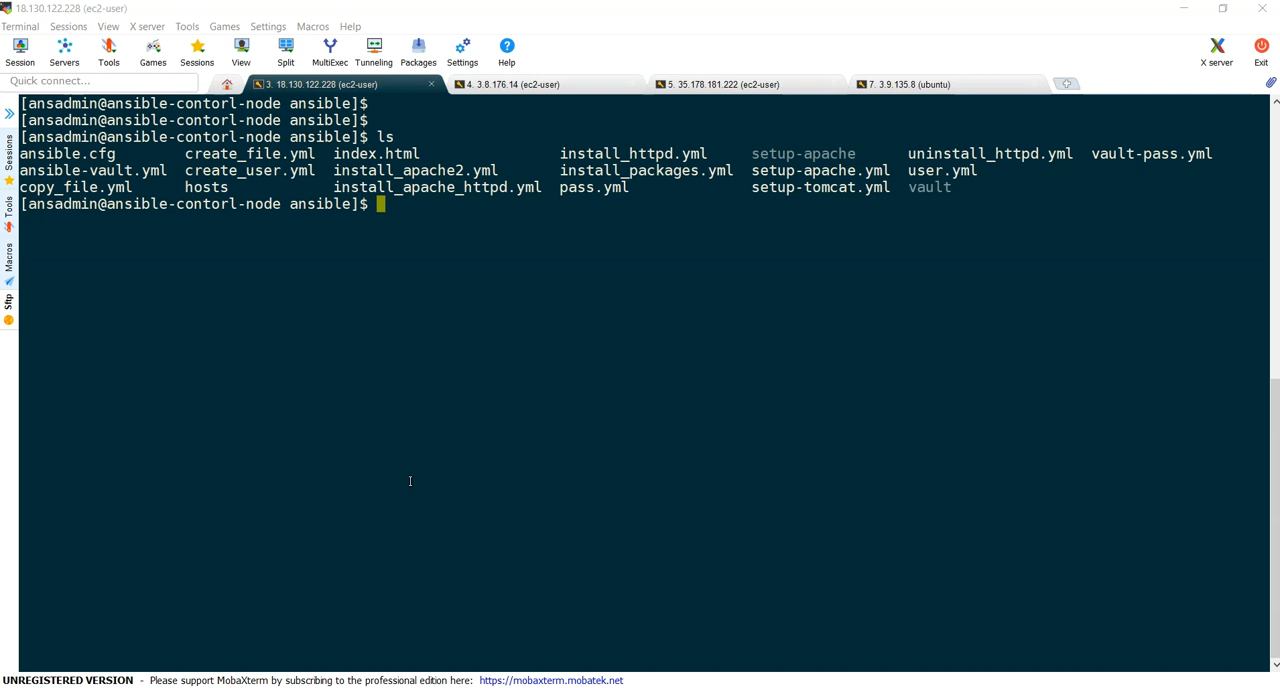 18.130.122.228 (ec2-user)
Terminal Sessions View X server Tools Games Settings Macros Help
Session Servers Tools Games Sessions View Split MultiExec Tunneling Packages Settings Help X server Exit
Quick connect... 3. 18.130.122.228 (ec2-user) 4. 3.8.176.14 (ec2-user) 5. 35.178.181.222 (ec2-user) 7. 3.9.135.8 (ubuntu)
Sessions
Tools
Macros
Sftp
[ansadmin@ansible-contorl-node ansible]$
[ansadmin@ansible-contorl-node ansible]$
[ansadmin@ansible-contorl-node ansible]$ ls
ansible.cfg create_file.yml index.html install_httpd.yml setup-apache uninstall_httpd.yml vault-pass.yml
ansible-vault.yml create_user.yml install_apache2.yml install_packages.yml setup-apache.yml user.yml
copy_file.yml hosts install_apache_httpd.yml pass.yml setup-tomcat.yml vault
[ansadmin@ansible-contorl-node ansible]$
UNREGISTERED VERSION - Please support MobaXterm by subscribing to the professional edition here: https://mobaxterm.mobatek.net